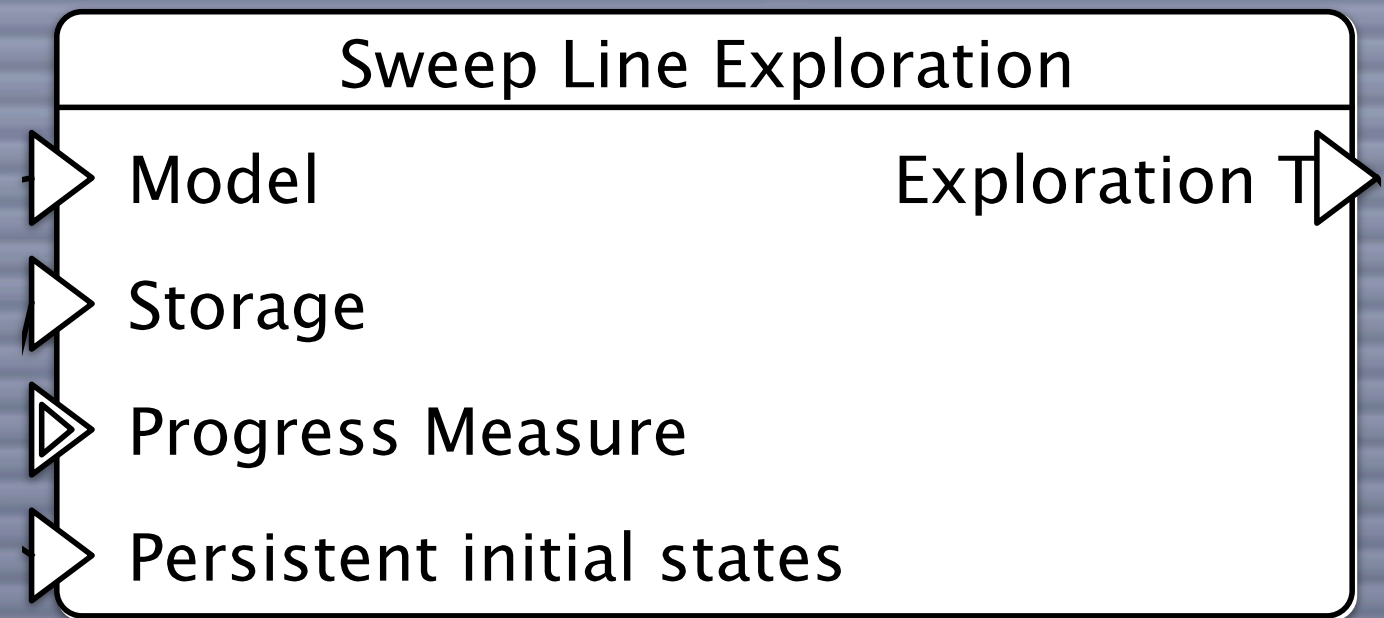 Sweep Line Exploration
Model
Exploration T
Storage
Progress Measure
Persistent initial states